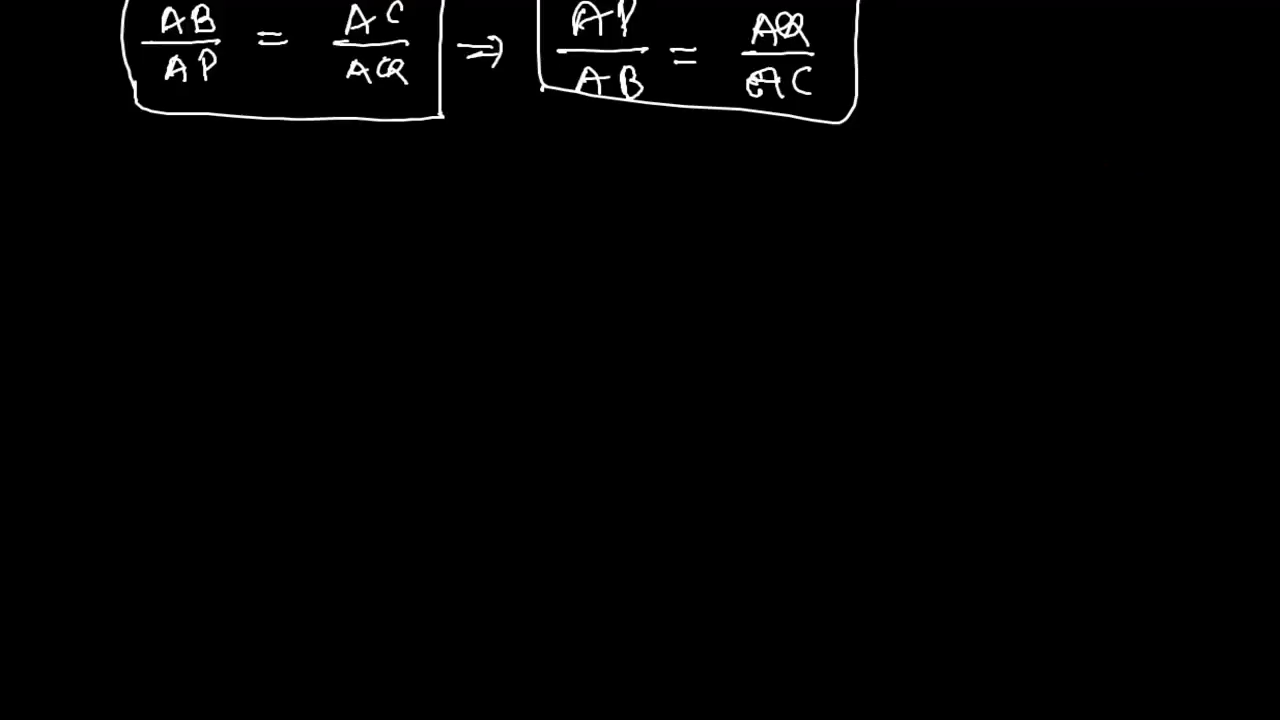 AB/AP = AC/AQ ⇒ AP/AB = AQ/AC